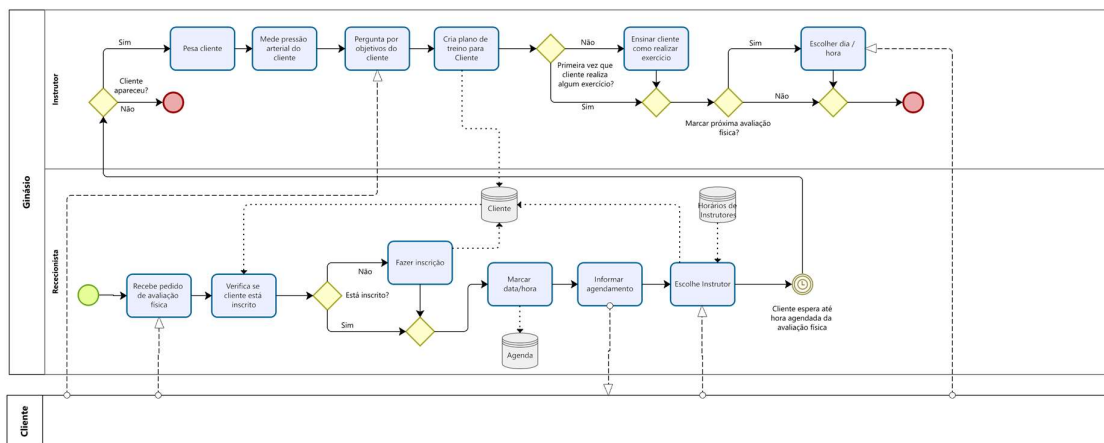 Ginásio
Instrutor
Cliente
apareceu?
Sim
Não
Pesa cliente
Mede pressão
arterial do
cliente
Pergunta por
objetivos do
cliente
Cria plano de
treino para
Cliente
Primeira vez que
cliente realiza
algum exercício?
Não
Sim
Ensinar cliente
como realizar
exercicio
Marcar próxima avaliação
física?
Sim
Não
Escolher dia /
hora
Rececionista
Recebe pedido
de avaliação
física
Verifica se
cliente está
inscrito
Está inscrito?
Não
Sim
Fazer inscrição
Cliente
Marcar
data/hora
Agenda
Informar
agendamento
Escolhe Instrutor
Horários de
Instrutores
Cliente espera até
hora agendada da
avaliação física
Cliente